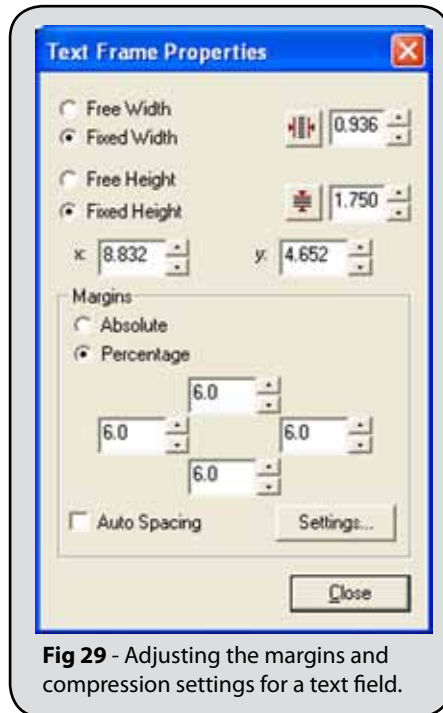 Text Frame Properties
Free Width
Fixed Width
0.936
Free Height
Fixed Height
1.750
x: 8.832 y: 4.652
Margins
Absolute
Percentage
6.0
6.0 6.0
6.0
Auto Spacing Settings...
Close
Fig 29 - Adjusting the margins and
compression settings for a text field.